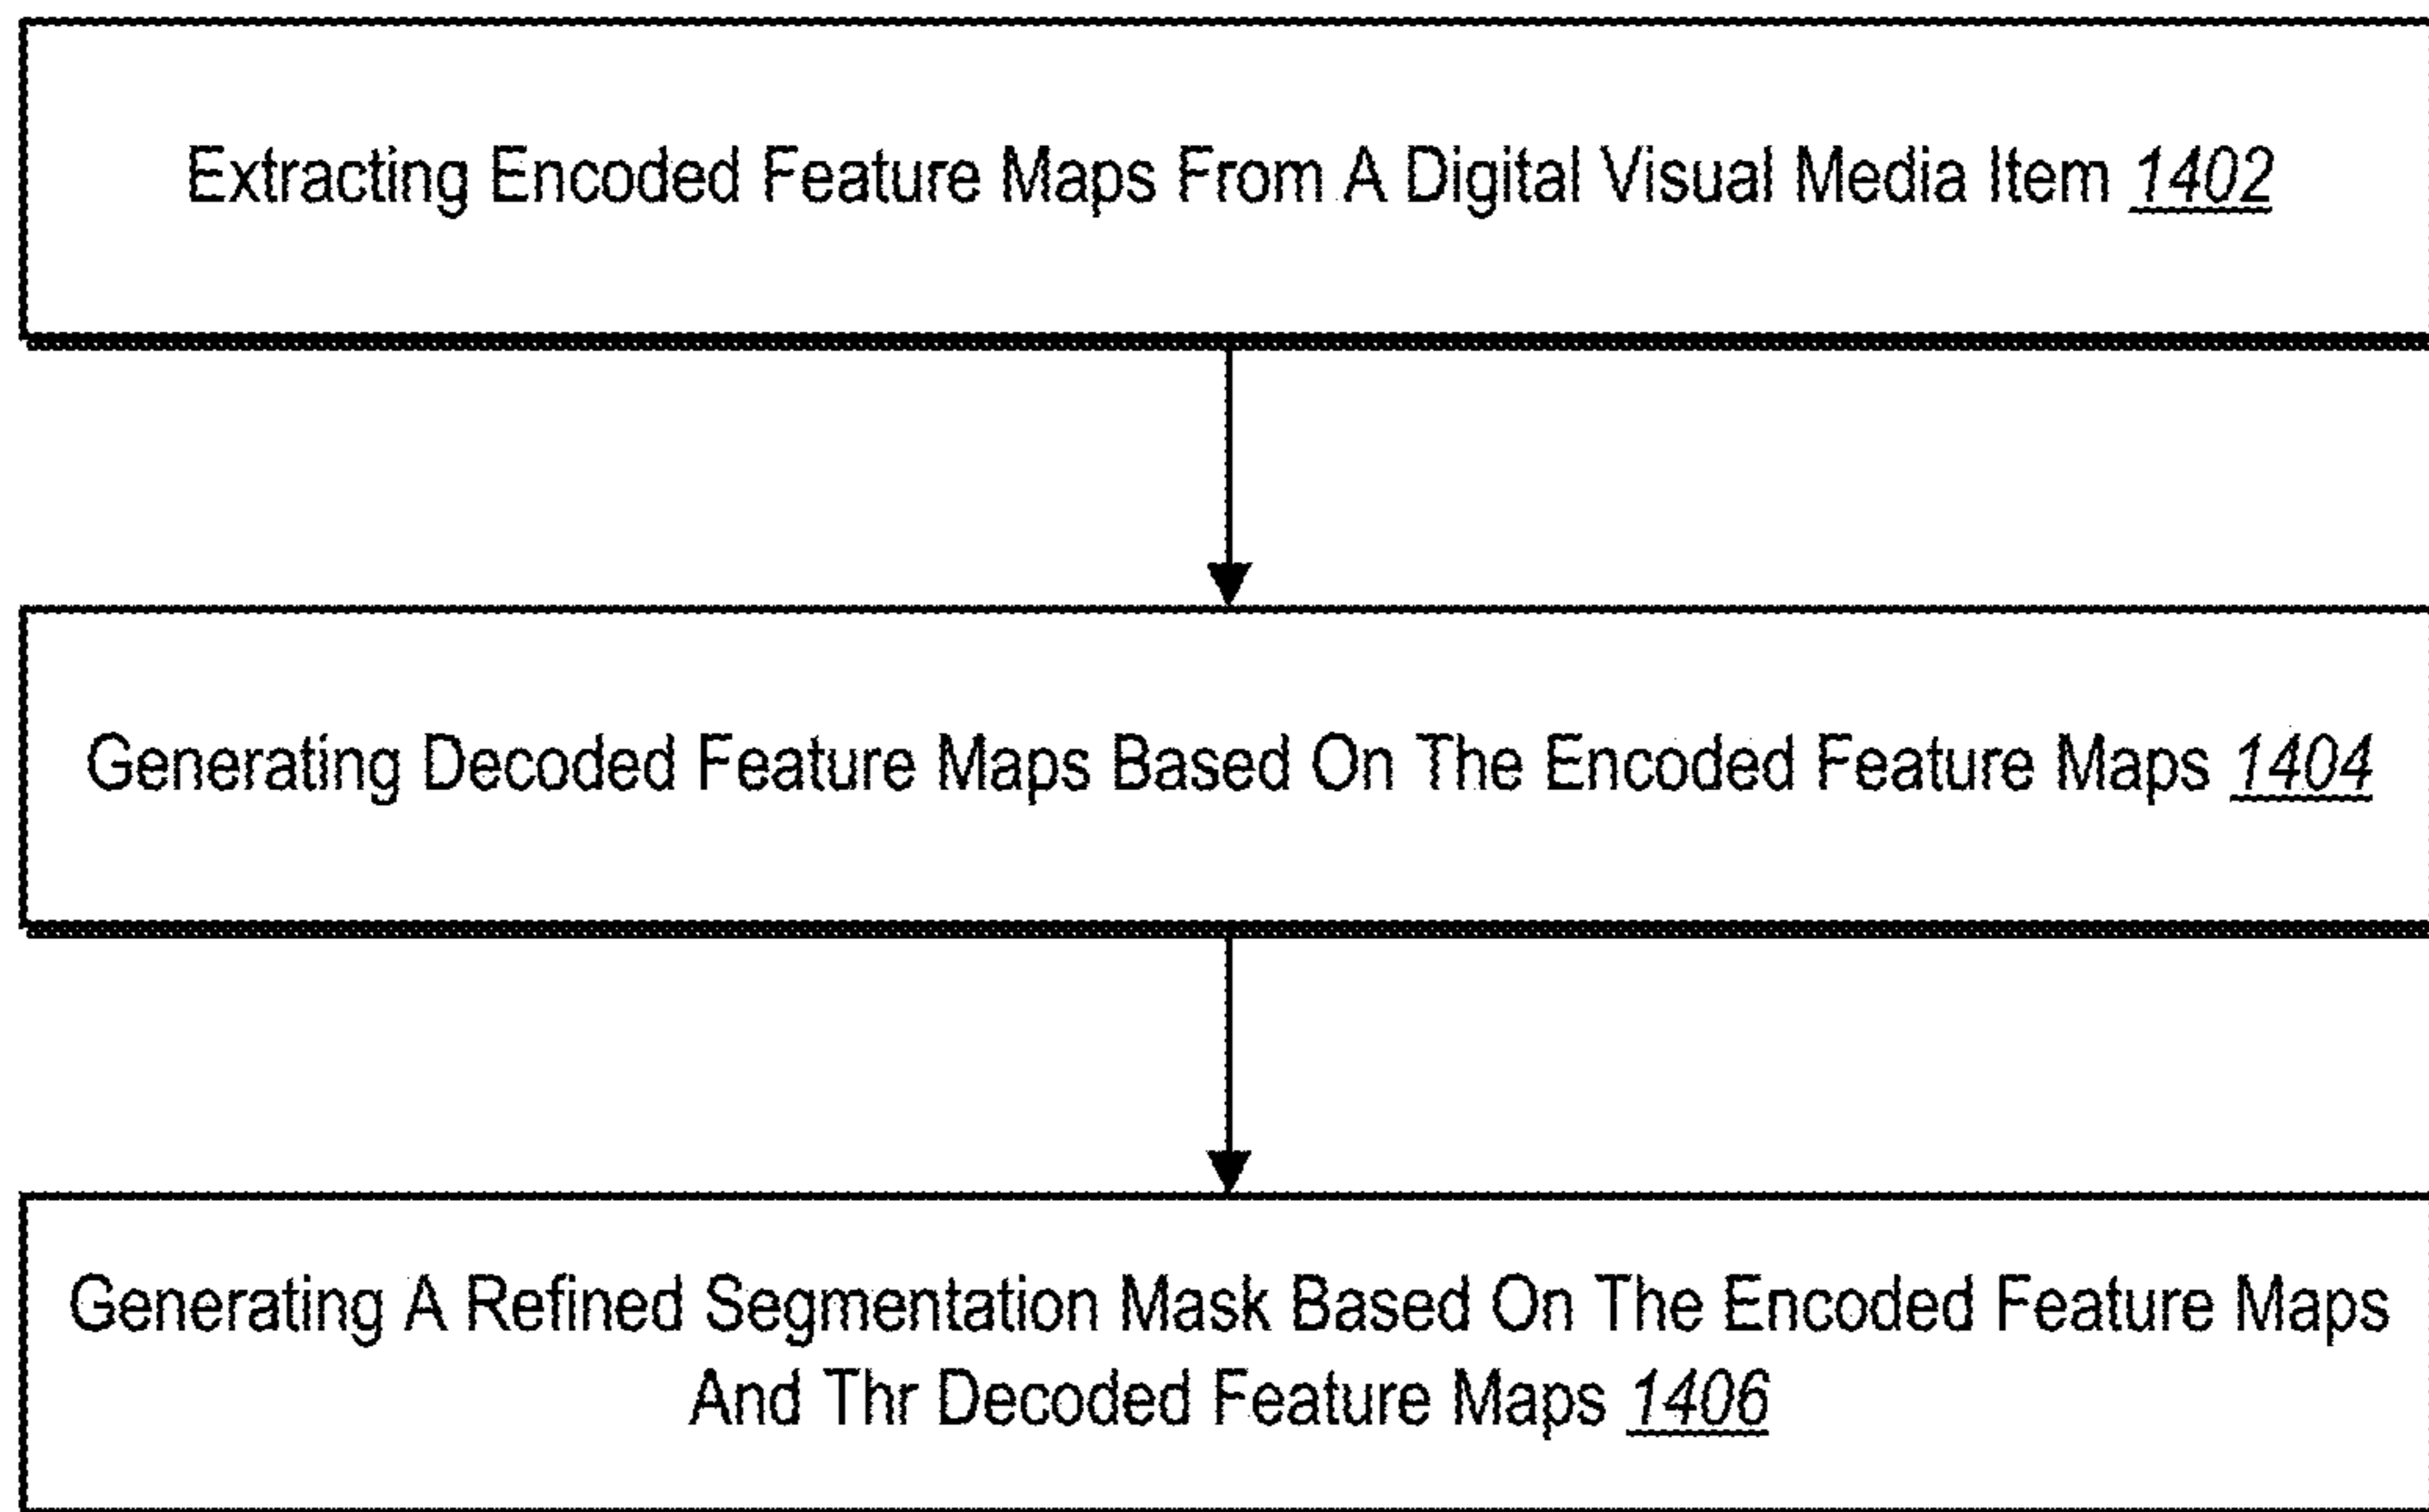 Extracting Encoded Feature Maps From A Digital Visual Media Item 1402
Generating Decoded Feature Maps Based On The Encoded Feature Maps 1404
Generating A Refined Segmentation Mask Based On The Encoded Feature Maps
And Thr Decoded Feature Maps 1406